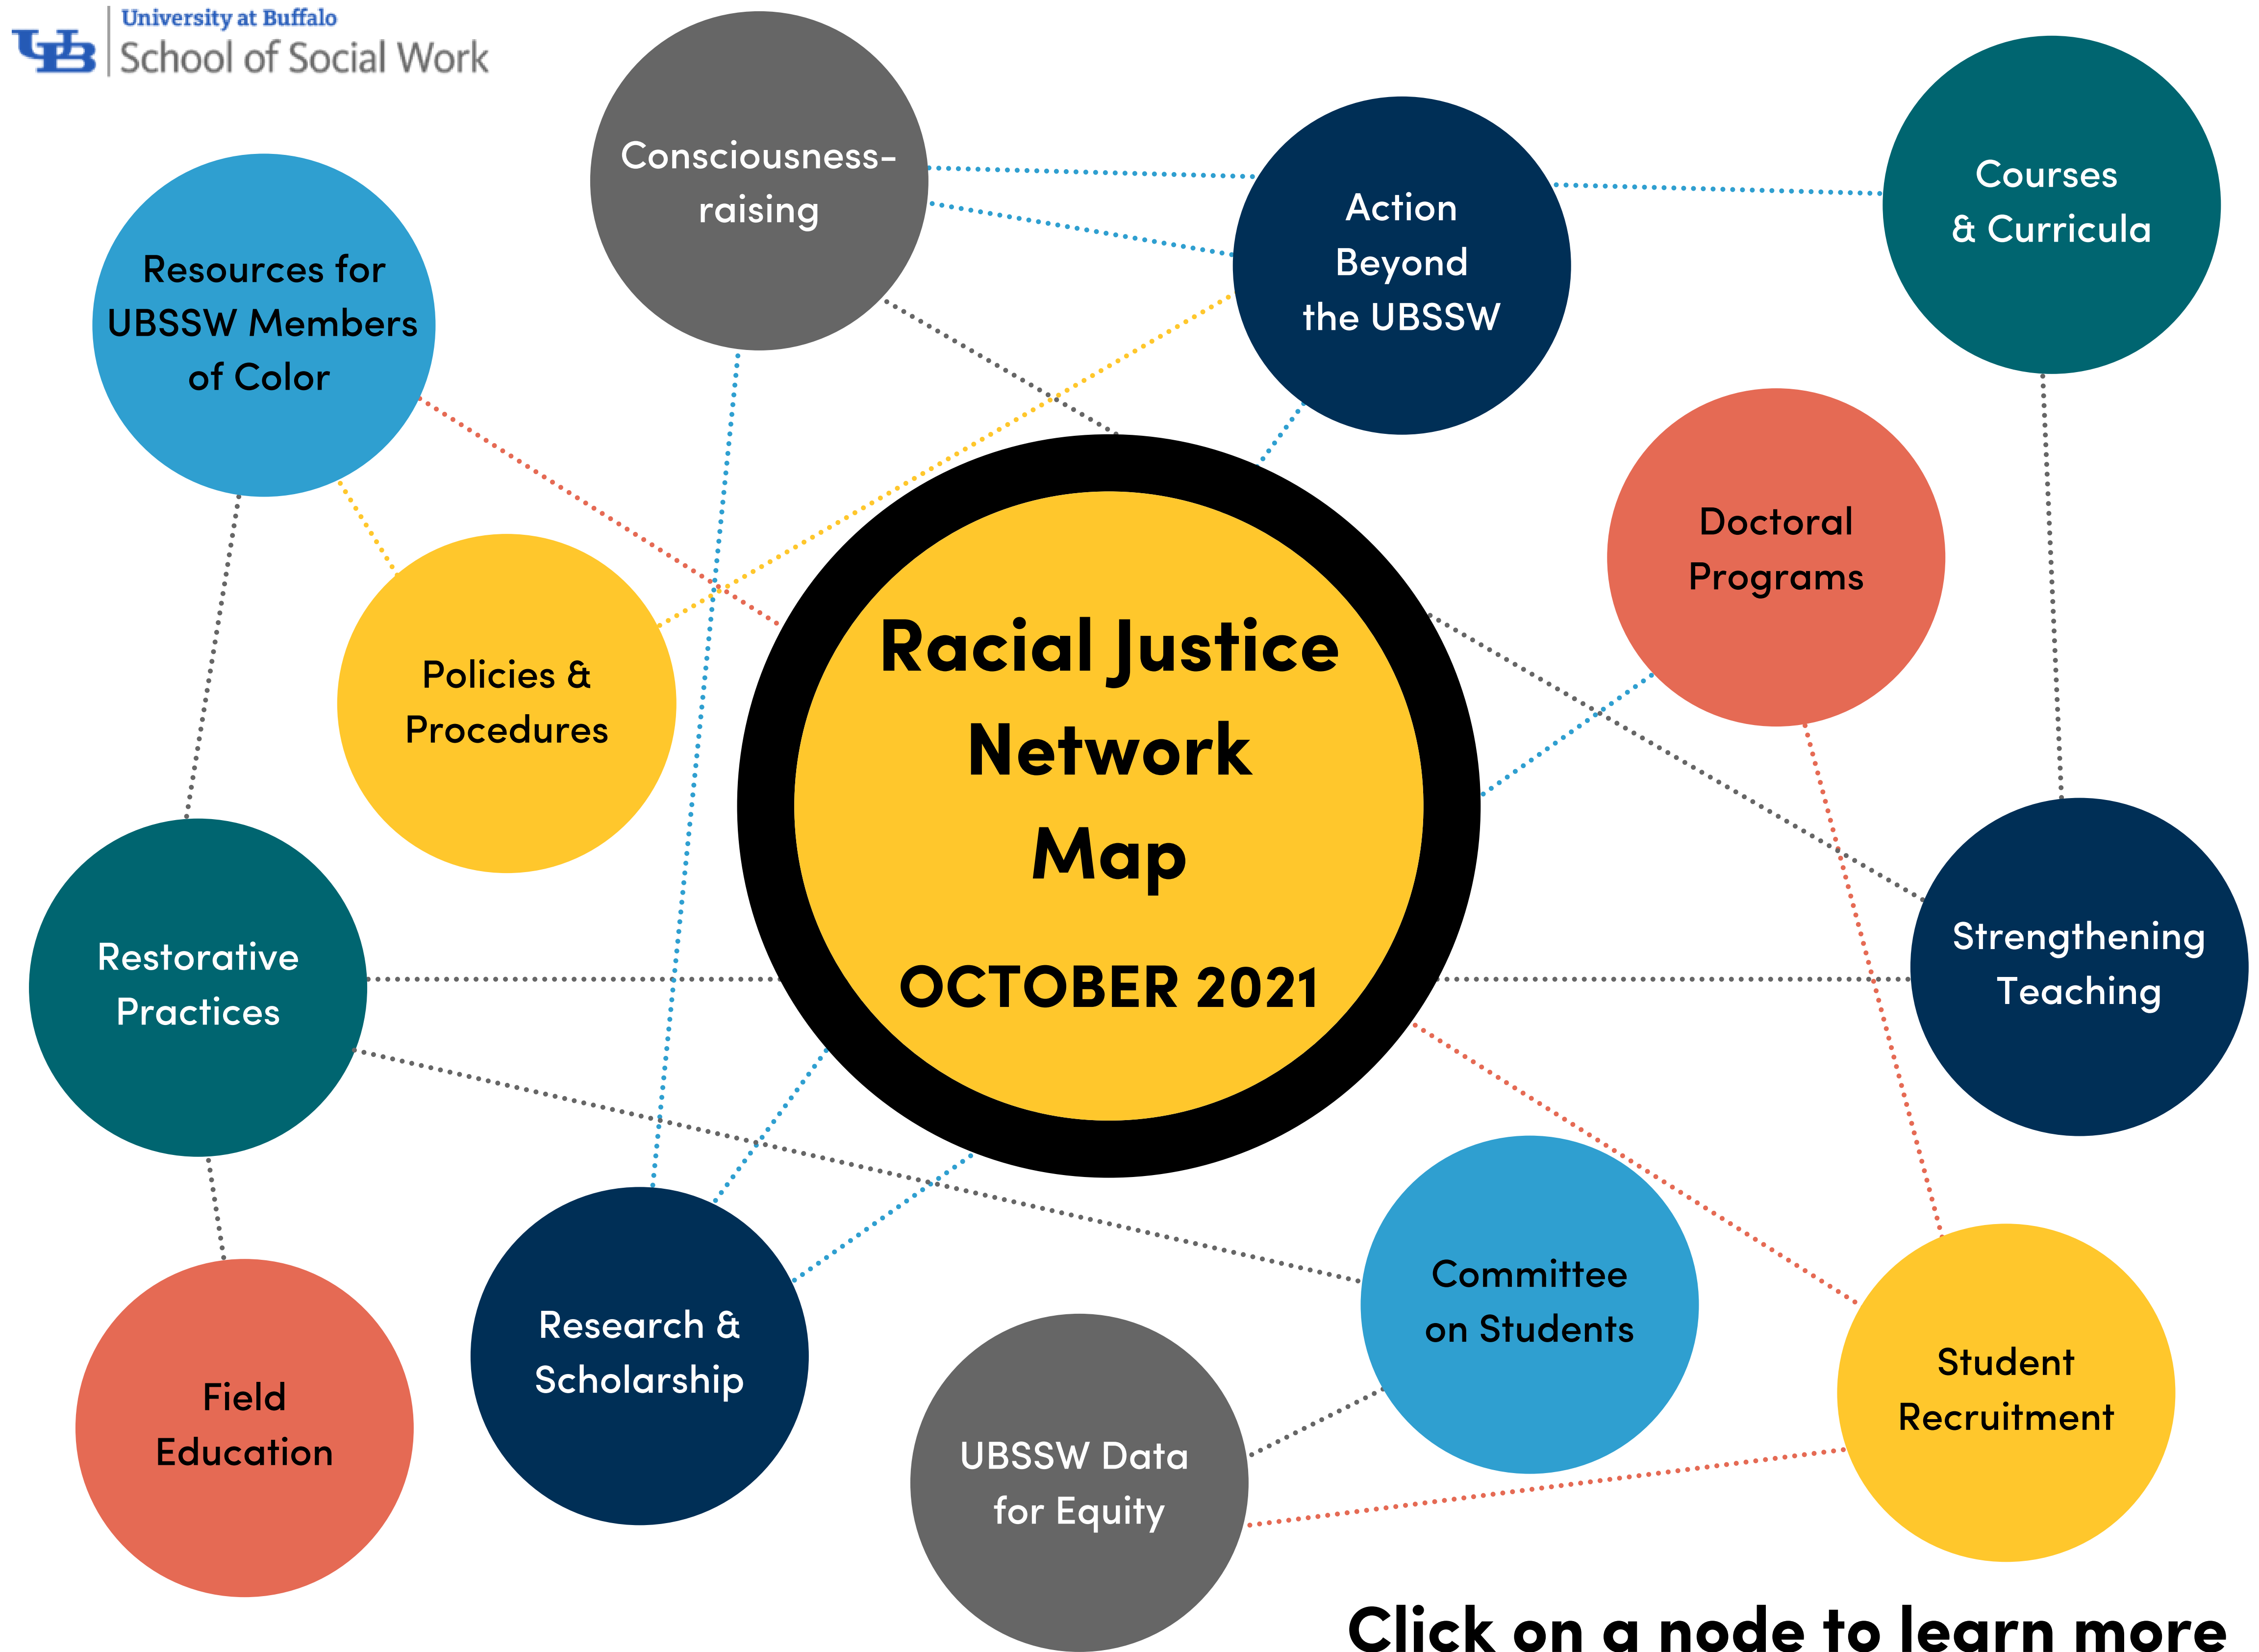 University at Buffalo
UB
School of Social Work
Consciousness-
raising
Action
Beyond
the UBSSW
Courses
& Curricula
Resources for
UBSSW Members
of Color
Doctoral
Programs
Policies &
Procedures
Racial Justice
Network
Map
OCTOBER 2021
Restorative
Practices
Strengthening
Teaching
Committee
on Students
Research &
Scholarship
Student
Recruitment
Field
Education
UBSSW Data
for Equity
Click on a node to learn more